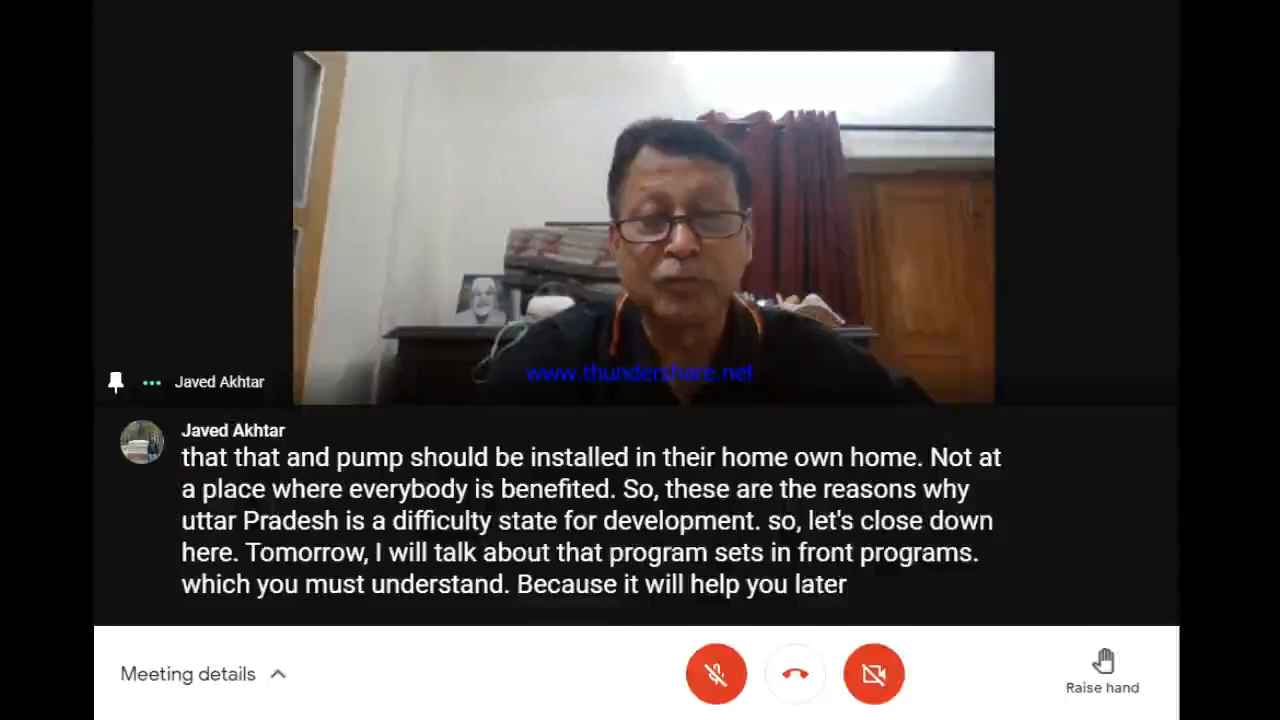 www.thundershare.net
Javed Akhtar
Javed Akhtar
that that and pump should be installed in their home own home. Not at
a place where everybody is benefited. So, these are the reasons why
uttar Pradesh is a difficulty state for development. so, let's close down
here. Tomorrow, I will talk about that program sets in front programs.
which you must understand. Because it will help you later
Meeting details
Raise hand